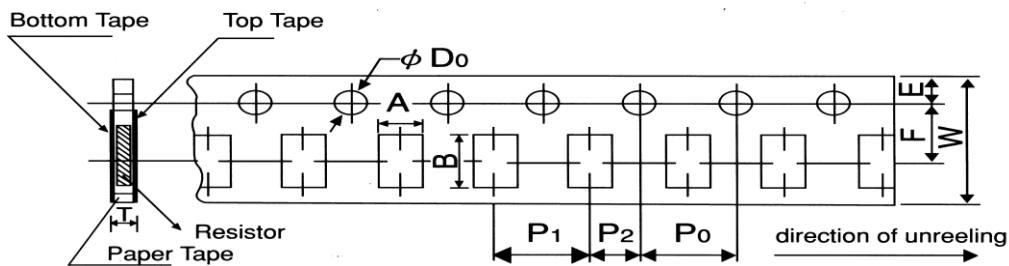 Bottom Tape
Top Tape
φ D0
A
B
E
F
W
T
Resistor
Paper Tape
P1
P2
P0
direction of unreeling